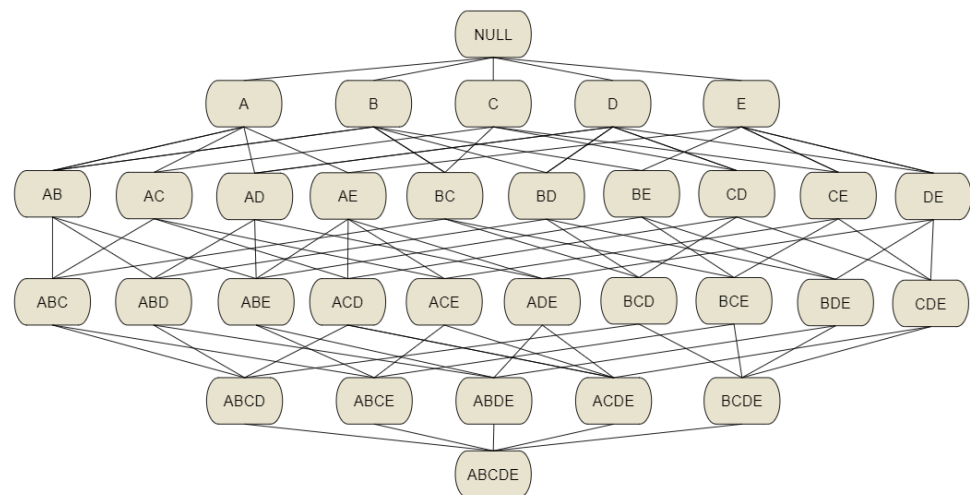 NULL
A B C D E
AB AC AD AE BC BD BE CD CE DE
ABC ABD ABE ACD ACE ADE BCD BCE BDE CDE
ABCD ABCE ABDE ACDE BCDE
ABCDE